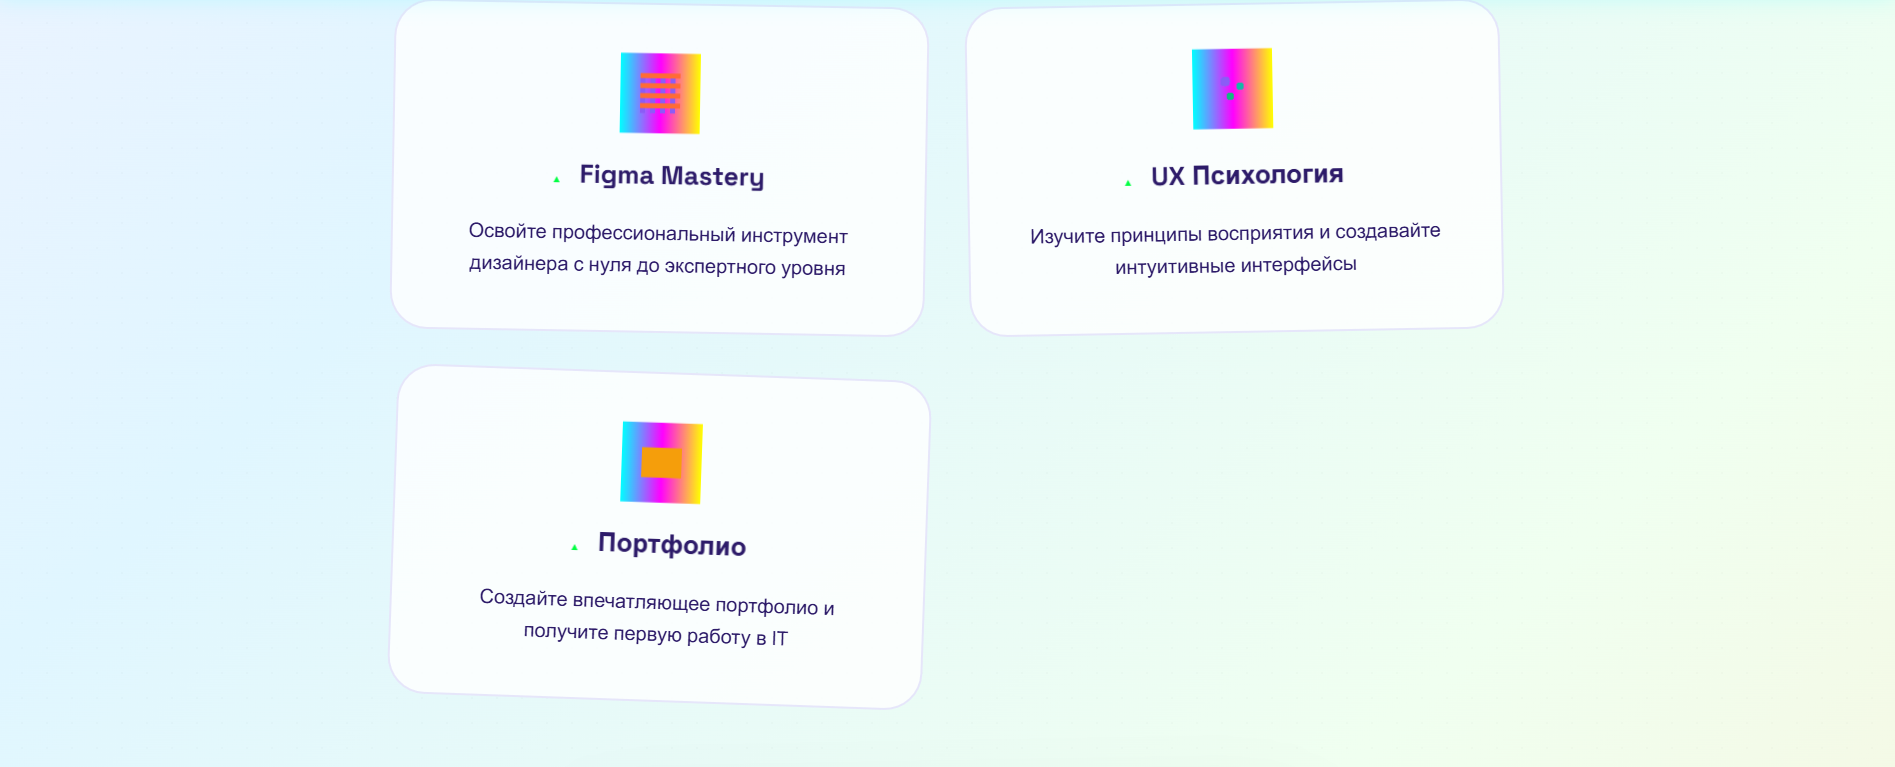 Figma Mastery
Освойте профессиональный инструмент
дизайнера с нуля до экспертного уровня
UX Психология
Изучите принципы восприятия и создавайте
интуитивные интерфейсы
Портфолио
Создайте впечатляющее портфолио и
получите первую работу в IT